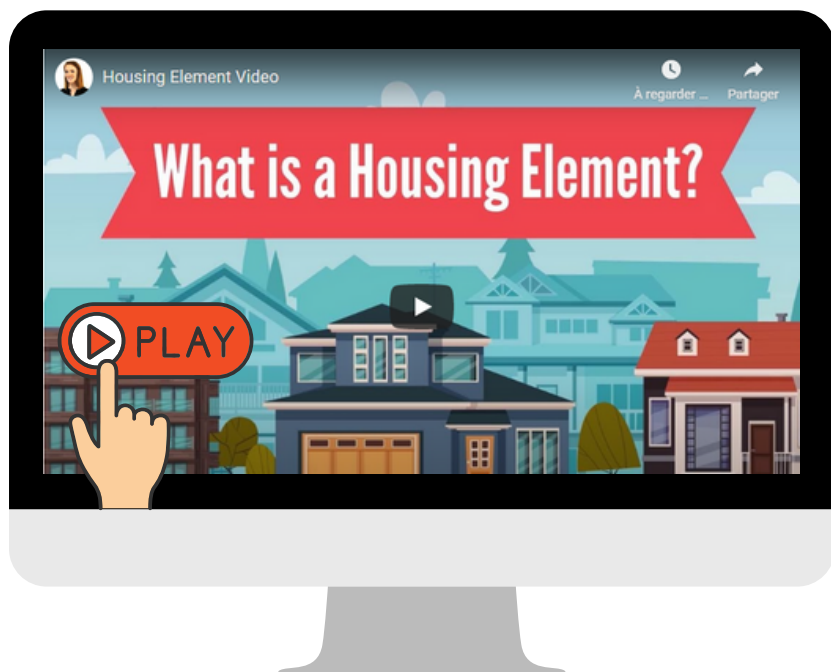 Housing Element Video
À regarder ...
Partager
What is a Housing Element?
PLAY